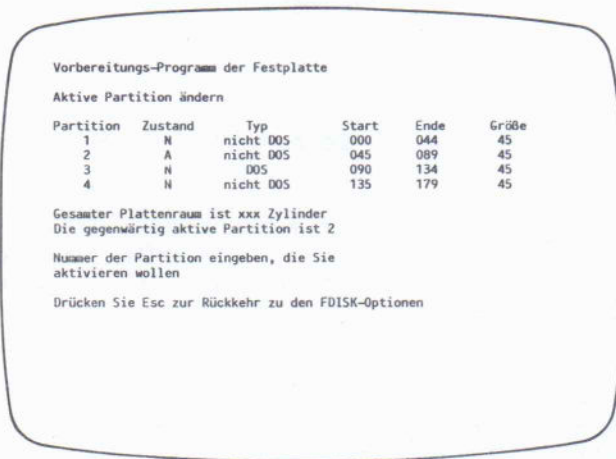 Vorbereitungs-Programm der Festplatte
Aktive Partition ändern
Partition Zustand Typ Start Ende Größe
1 N nicht DOS 000 044 45
2 A nicht DOS 045 089 45
3 N DOS 090 134 45
4 N nicht DOS 135 179 45
Gesamter Plattenraum ist xxx Zylinder
Die gegenwärtig aktive Partition ist 2
Nummer der Partition eingeben, die Sie
aktivieren wollen
Drücken Sie Esc zur Rückkehr zu den FDISK-Optionen